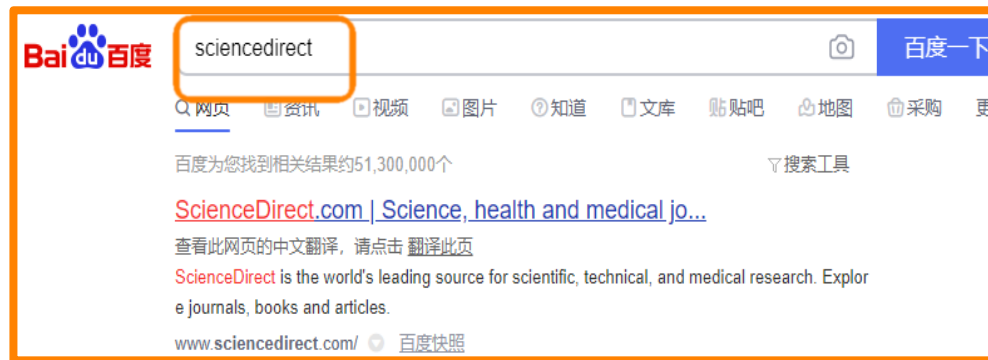 Bai du 百度 sciencedirect 百度一下
网页 资讯 视频 图片 知道 文库 贴贴吧 地图 采购
百度为您找到相关结果约51,300,000个 搜索工具
ScienceDirect.com | Science, health and medical jo...
查看此网页的中文翻译，请点击 翻译此页
ScienceDirect is the world's leading source for scientific, technical, and medical research. Explor
e journals, books and articles.
www.sciencedirect.com/ 百度快照